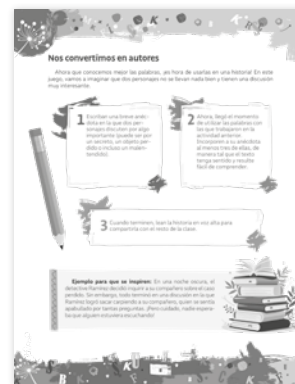 Nos convertimos en autores
Ahora que conocemos mejor las palabras, ¡es hora de usarlas en una historia! En este
juego, vamos a imaginar que dos personajes no se llevan nada bien y tienen una discusión
muy interesante.
1 Escriban una breve anéc-
dota en la que dos per-
sonajes discuten por algo
importante (puede ser por
un secreto, un objeto per-
dido o incluso un malen-
tendido).
2 Ahora, llegó el momento
de utilizar las palabras con
las que trabajaron en la
actividad anterior.
Incorporen a su anécdota
al menos tres de ellas, de
manera tal que el texto
tenga sentido y resulte
fácil de comprender.
3 Cuando terminen, lean la historia en voz alta para
compartirla con el resto de la clase.
Ejemplo para que se inspiren: En una noche oscura, el
detective Ramírez decidió inquirir a su compañero sobre el caso
perdido. Sin embargo, todo terminó en una discusión en la que
Ramírez logró sacar carpiendo a su compañero, quien se sentía
apabullado por tantas preguntas. ¡Pero cuidado, nadie espera-
ba que alguien estuviera escuchando!